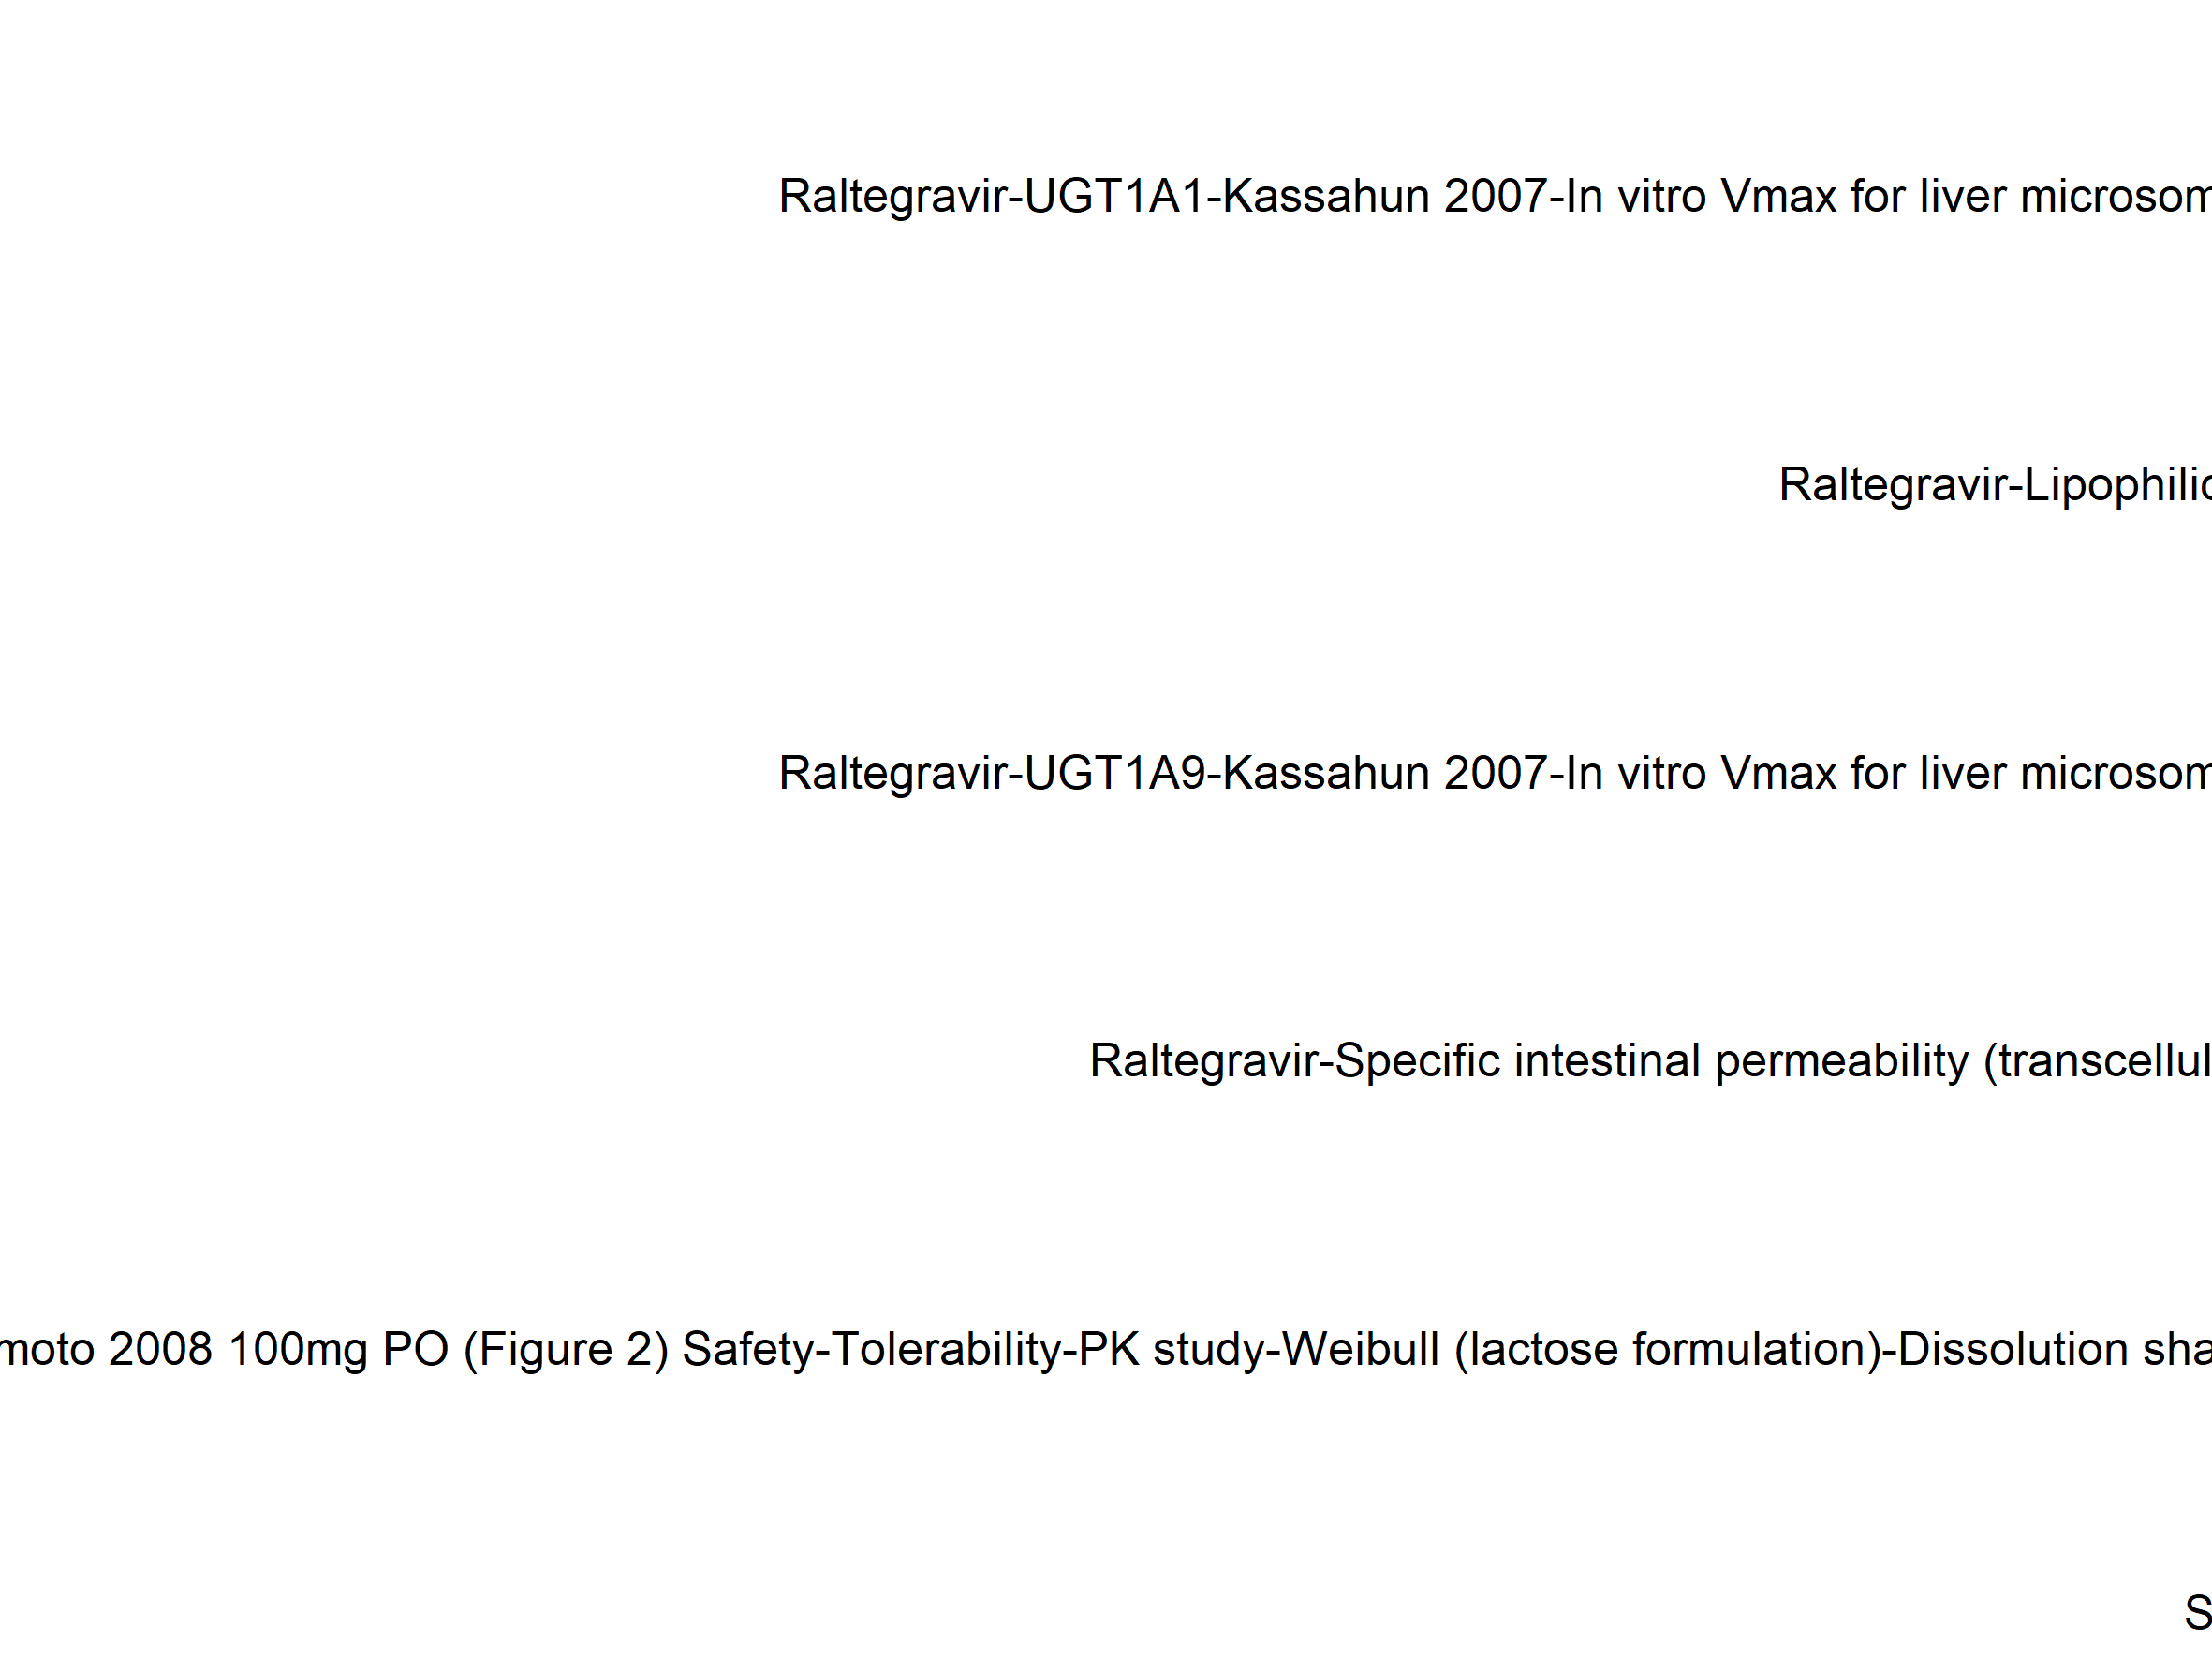 Raltegravir-UGT1A1-Kassahun 2007-In vitro Vmax for liver microsom
Raltegravir-Lipophilic
Raltegravir-UGT1A9-Kassahun 2007-In vitro Vmax for liver microsom
Raltegravir-Specific intestinal permeability (transcellul
moto 2008 100mg PO (Figure 2) Safety-Tolerability-PK study-Weibull (lactose formulation)-Dissolution sha
S